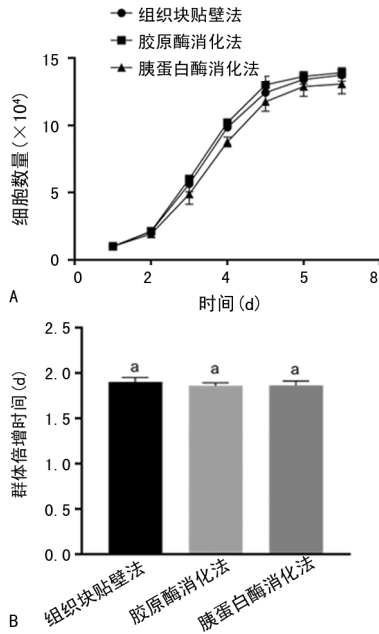 组织块贴壁法
胶原酶消化法
胰蛋白酶消化法
细胞数量(×10⁴)
15
10
5
0
0 2 4 5 8
时间(d)
A
群体倍增时间(d)
2.5
2.0
1.5
1.0
0.5
0.0
a a a
组织块贴壁法
胶原酶消化法
胰蛋白酶消化法
B